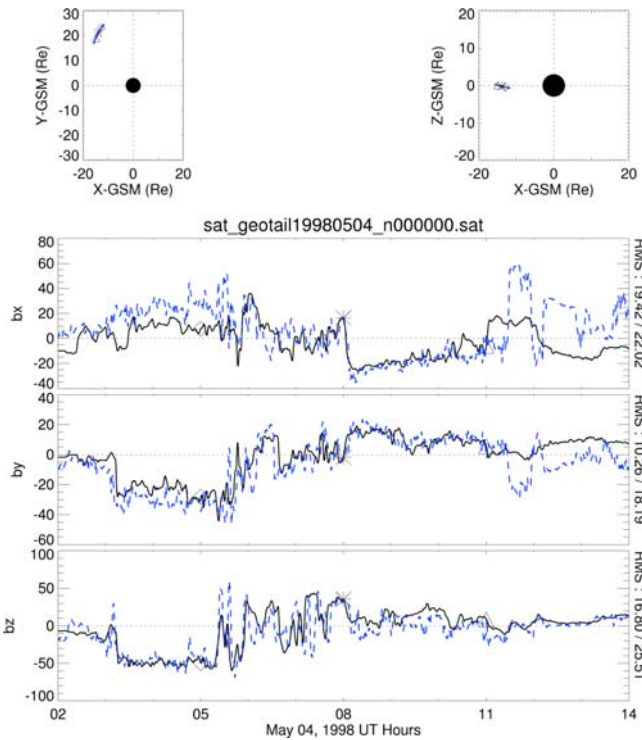 30
20
10
0
-10
-20
-30
Y-GSM (Re)
-20 0 20
X-GSM (Re)
20
10
0
-10
-20
Z-GSM (Re)
-20 0 20
X-GSM (Re)
sat_geotail19980504_n000000.sat
80
60
40
20
0
-20
-40
bx
RMS : 19.42 / 22.02
40
20
0
-20
-40
-60
by
RMS : 10.26 / 18.19
100
50
0
-50
-100
bz
RMS : 16.80 / 25.51
02 05 08 11 14
May 04, 1998 UT Hours